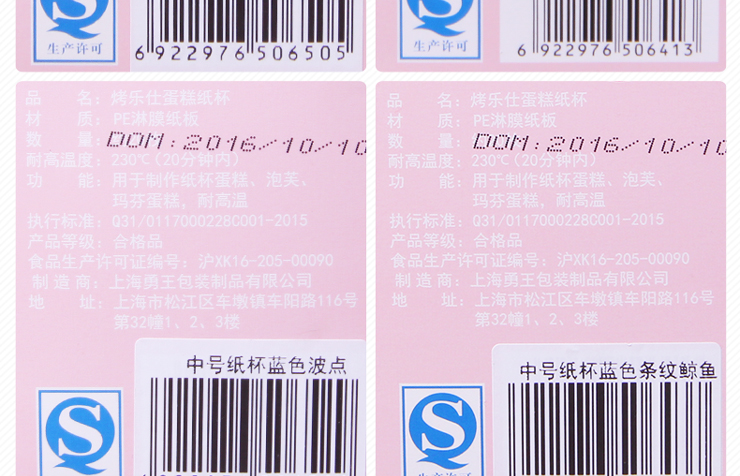 生产许可
6 922976 506505
生产许可
6 922976 506413
品 名：烤乐仕蛋糕纸杯
材 质：PE淋膜纸板
数 量：
DOM: 2016/10/10
耐高温度：230℃(20分钟内)
功 能：用于制作纸杯蛋糕、泡芙、
玛芬蛋糕，耐高温
执行标准：Q31/0117000228C001-2015
产品等级：合格品
食品生产许可证编号：沪XK16-205-00090
制造商：上海勇王包装制品有限公司
地 址：上海市松江区车墩镇车阳路116号
第32幢1、2、3楼
中号纸杯蓝色波点
品 名：烤乐仕蛋糕纸杯
材 质：PE淋膜纸板
数 量：
DOM: 2016/10/10
耐高温度：230℃(20分钟内)
功 能：用于制作纸杯蛋糕、泡芙、
玛芬蛋糕，耐高温
执行标准：Q31/0117000228C001-2015
产品等级：合格品
食品生产许可证编号：沪XK16-205-00090
制造商：上海勇王包装制品有限公司
地 址：上海市松江区车墩镇车阳路116号
第32幢1、2、3楼
中号纸杯蓝色条纹鲸鱼